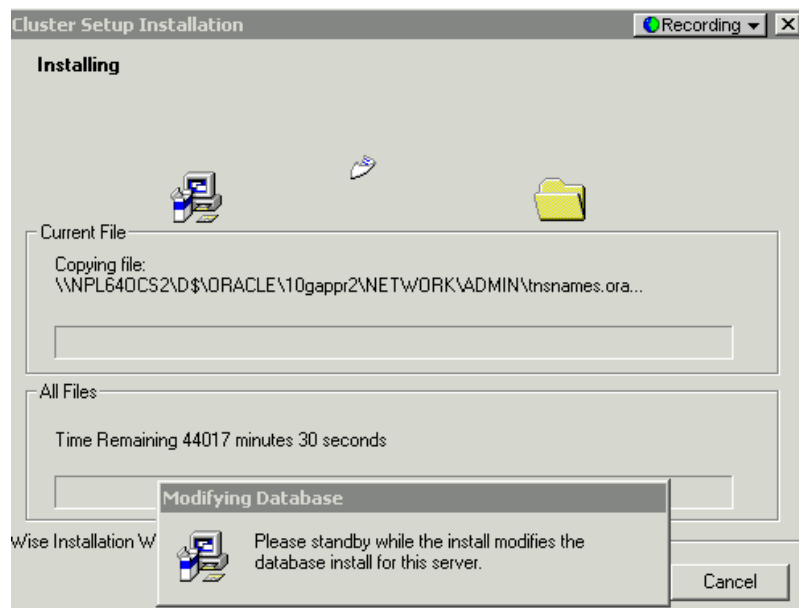 Cluster Setup Installation
Recording
Installing
Current File
Copying file:
\\NPL64OCS2\D$\ORACLE\10gappr2\NETWORK\ADMIN\tnsnames.ora...
All Files
Time Remaining 44017 minutes 30 seconds
Modifying Database
Wise Installation W
Please standby while the install modifies the
database install for this server.
Cancel